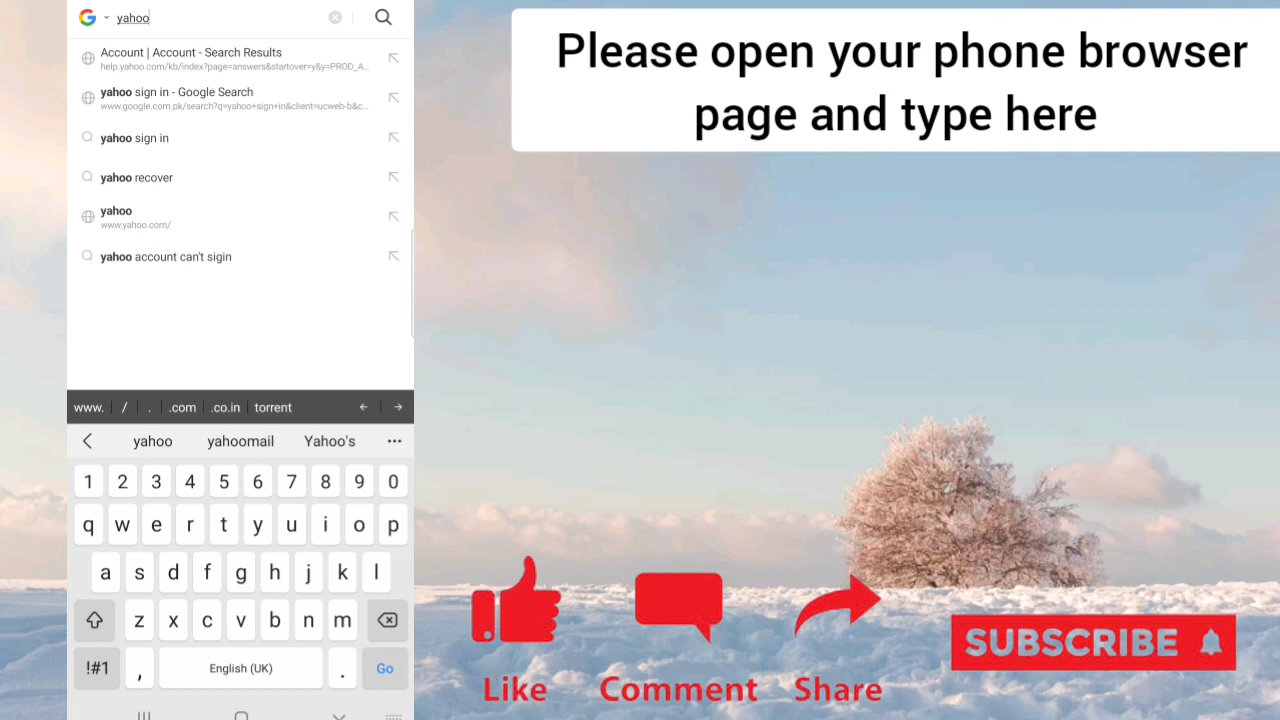 yahoo
Account | Account - Search Results
help.yahoo.com/kb/index?page=answers&startover=y&y=PROD_A...
yahoo sign in - Google Search
www.google.com.pk/search?q=yahoo+sign+in&client=ucweb-b&c...
yahoo sign in
yahoo recover
yahoo
www.yahoo.com/
yahoo account can't sigin
www. / . .com .co.in torrent
yahoo yahoomail Yahoo's
1 2 3 4 5 6 7 8 9 0
q w e r t y u i o p
a s d f g h j k l
z x c v b n m
!#1 , English (UK) . Go
Please open your phone browser
page and type here
Like Comment Share
SUBSCRIBE